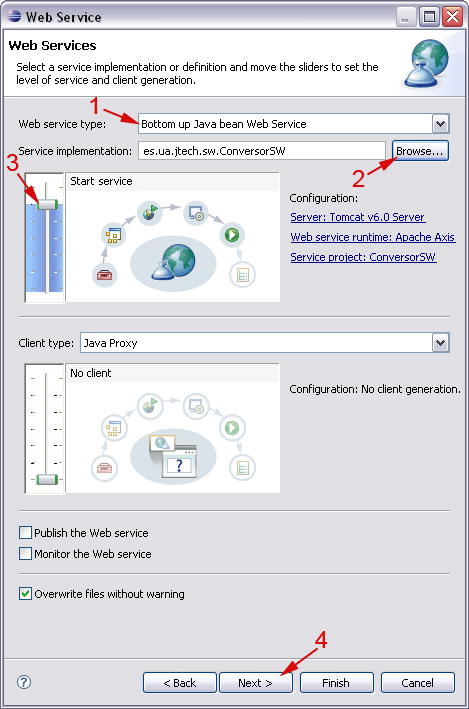 Web Service
Web Services
Select a service implementation or definition and move the sliders to set the
level of service and client generation.
1
Web service type: Bottom up Java bean Web Service
Service implementation: es.ua.jtech.sw.ConversorSW Browse...
2
3
Start service
Configuration:
Server: Tomcat v6.0 Server
Web service runtime: Apache Axis
Service project: ConversorSW
Client type: Java Proxy
No client
Configuration: No client generation.
?
Publish the Web service
Monitor the Web service
Overwrite files without warning
4
? < Back Next > Finish Cancel